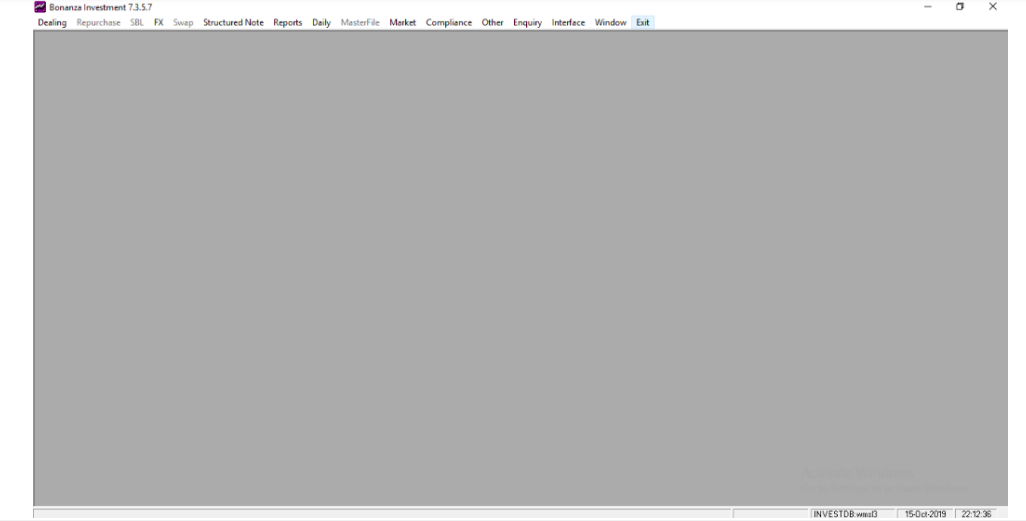 Bonanza Investment 7.3.5.7
Dealing Repurchase SBL FX Swap Structured Note Reports Daily MasterFile Market Compliance Other Enquiry Interface Window Exit
INVESTDB:wmsl3 15-Oct-2019 22:12:36